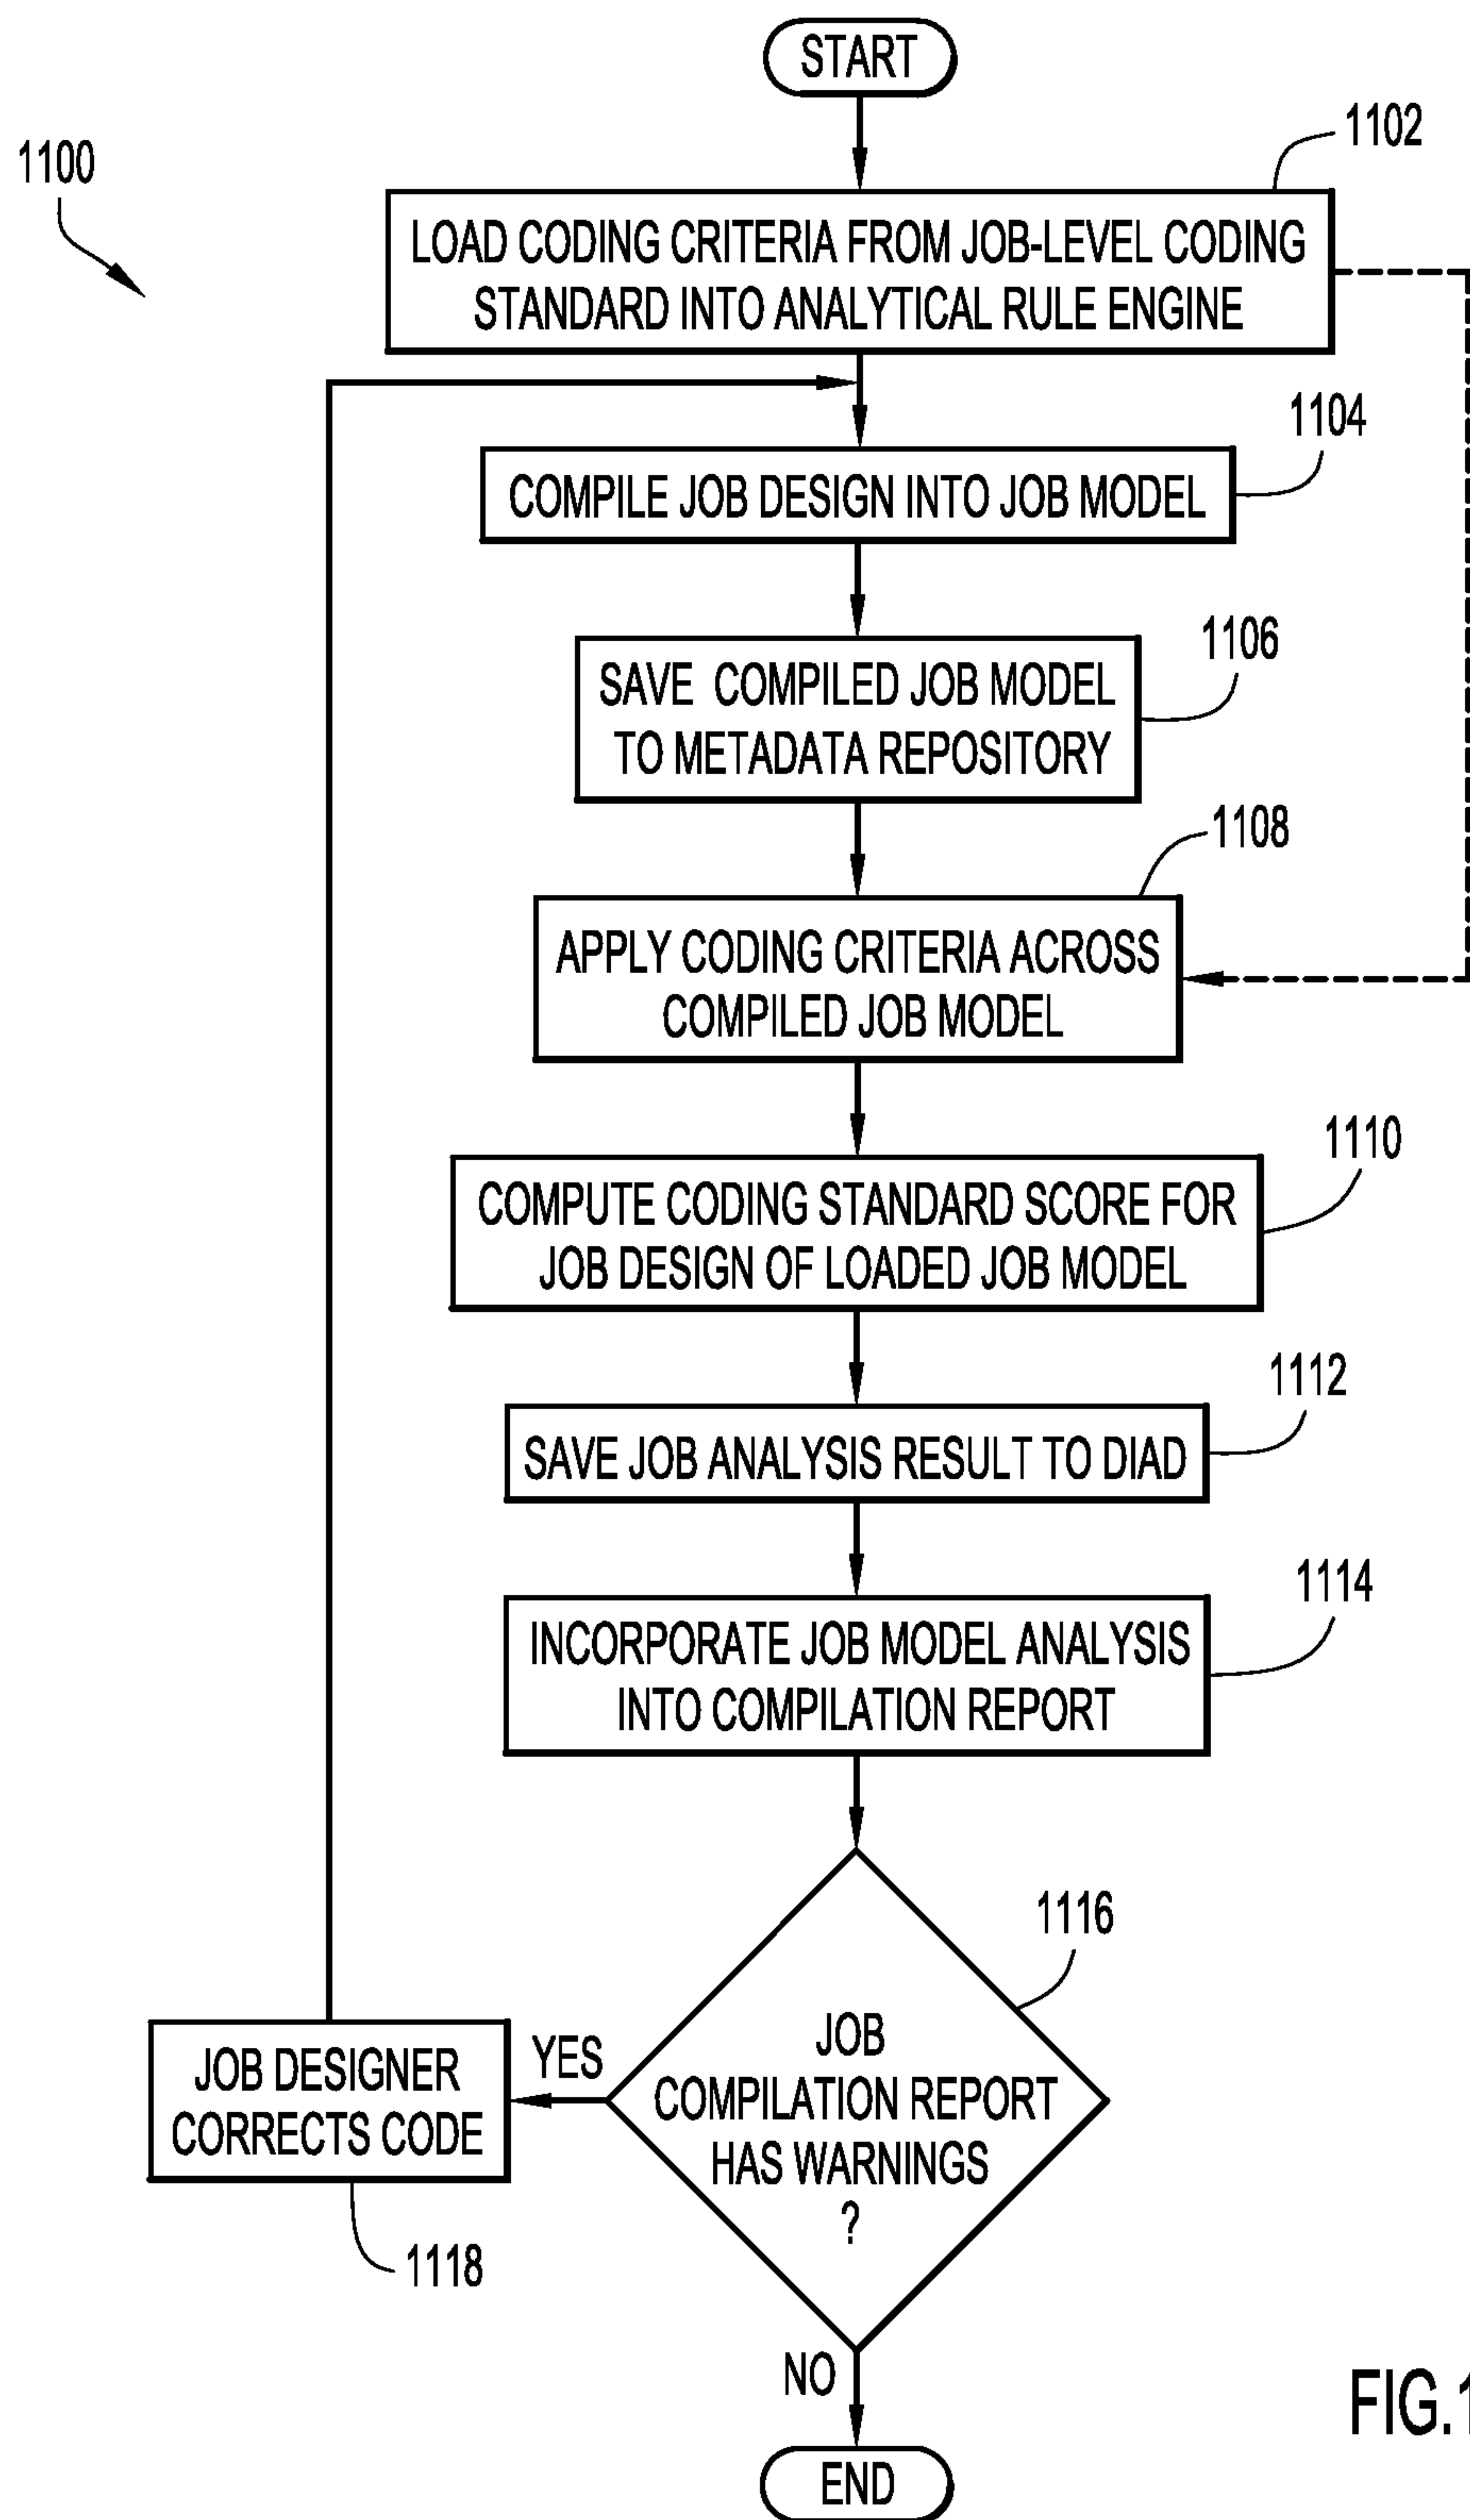 START
1100
1102
LOAD CODING CRITERIA FROM JOB-LEVEL CODING
STANDARD INTO ANALYTICAL RULE ENGINE
1104
COMPILE JOB DESIGN INTO JOB MODEL
1106
SAVE COMPILED JOB MODEL
TO METADATA REPOSITORY
1108
APPLY CODING CRITERIA ACROSS
COMPILED JOB MODEL
1110
COMPUTE CODING STANDARD SCORE FOR
JOB DESIGN OF LOADED JOB MODEL
1112
SAVE JOB ANALYSIS RESULT TO DIAD
1114
INCORPORATE JOB MODEL ANALYSIS
INTO COMPILATION REPORT
1116
JOB
COMPILATION REPORT
HAS WARNINGS
?
YES
JOB DESIGNER
CORRECTS CODE
1118
NO
END
FIG.